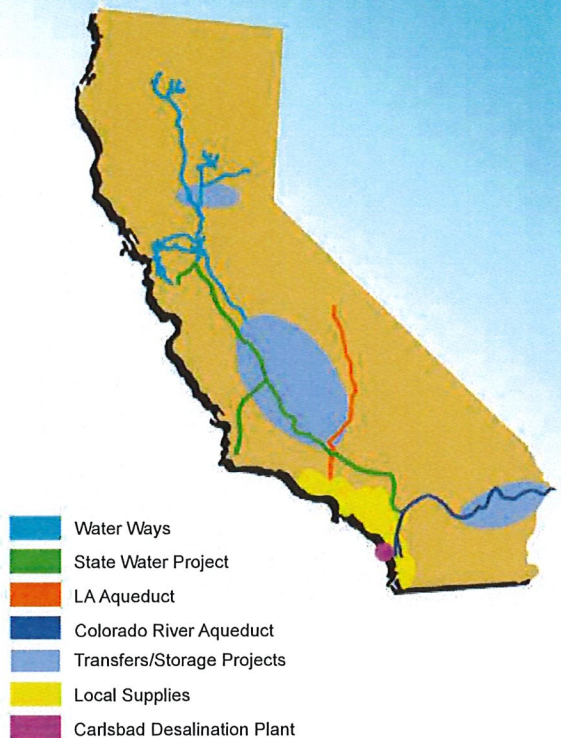 Water Ways
State Water Project
LA Aqueduct
Colorado River Aqueduct
Transfers/Storage Projects
Local Supplies
Carlsbad Desalination Plant